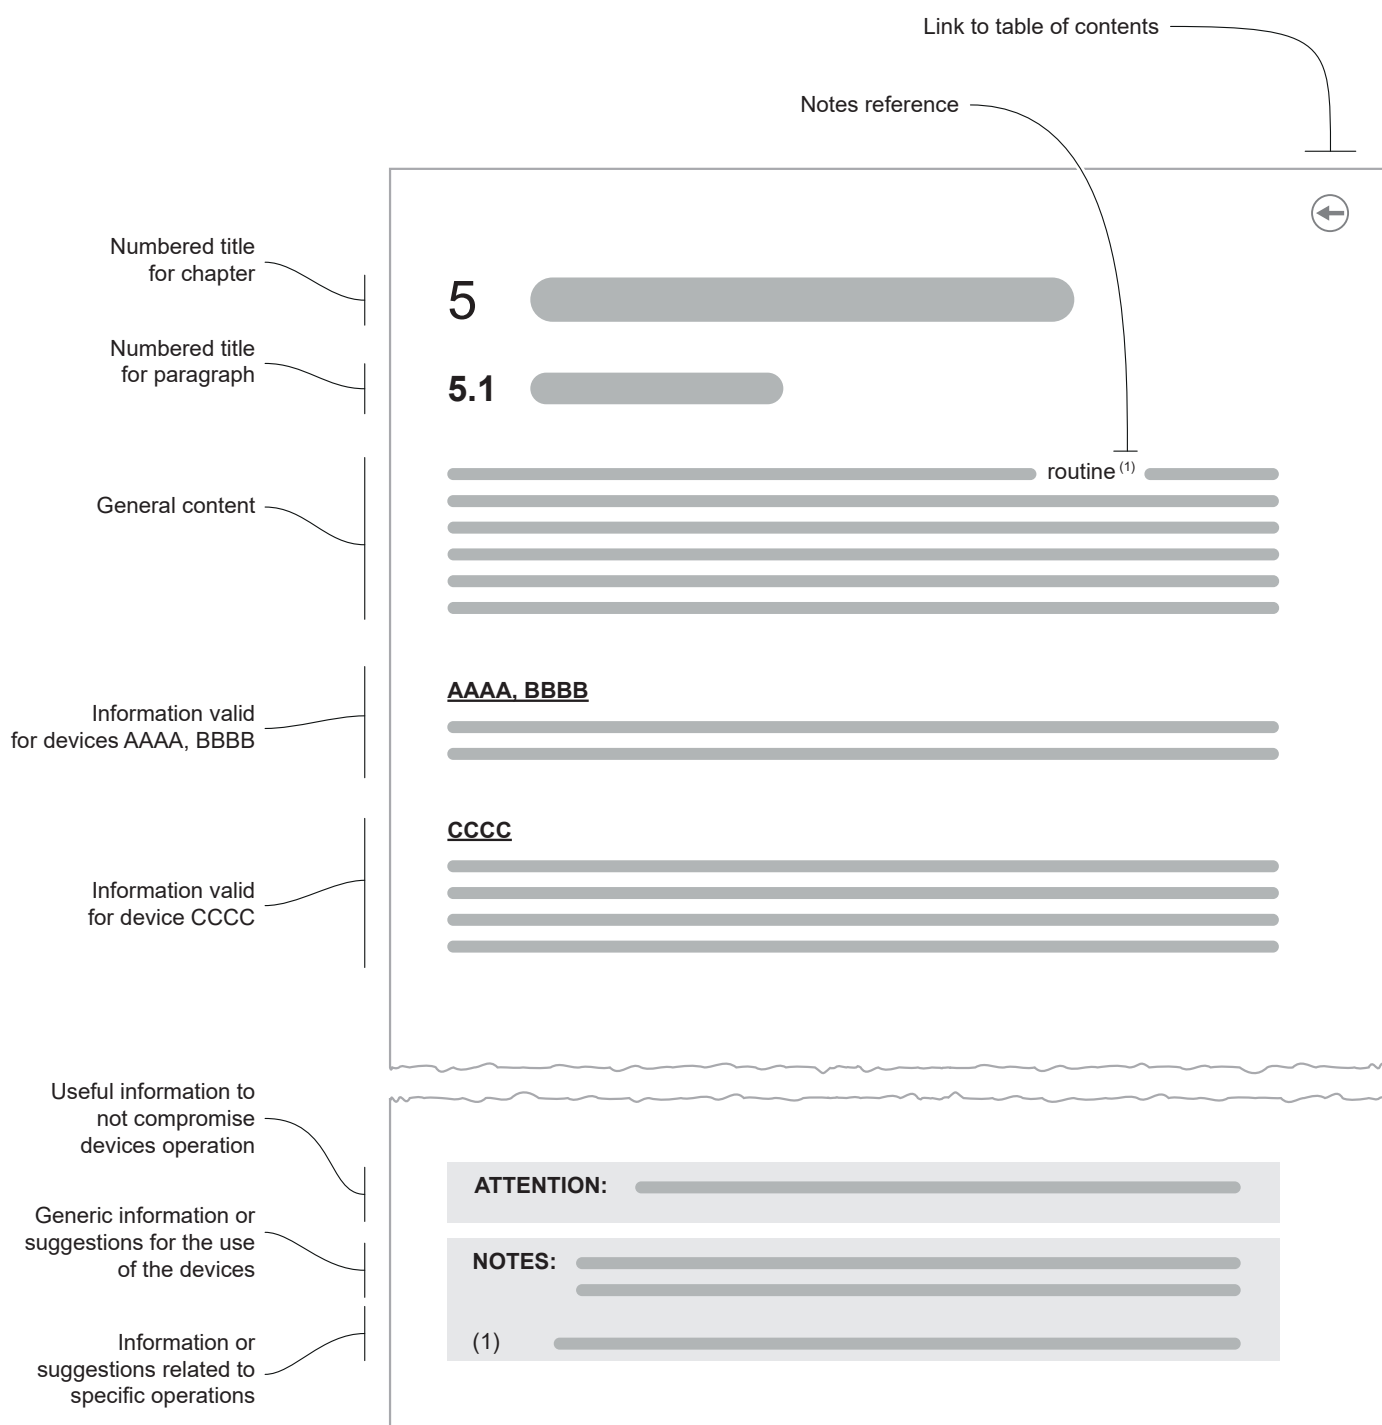 Link to table of contents
Notes reference
Numbered title
for chapter
5
Numbered title
for paragraph
5.1
General content
routine (1)
Information valid
for devices AAAA, BBBB
AAAA, BBBB
Information valid
for device CCCC
CCCC
Useful information to
not compromise
devices operation
ATTENTION:
Generic information or
suggestions for the use
of the devices
NOTES:
Information or
suggestions related to
specific operations
(1)